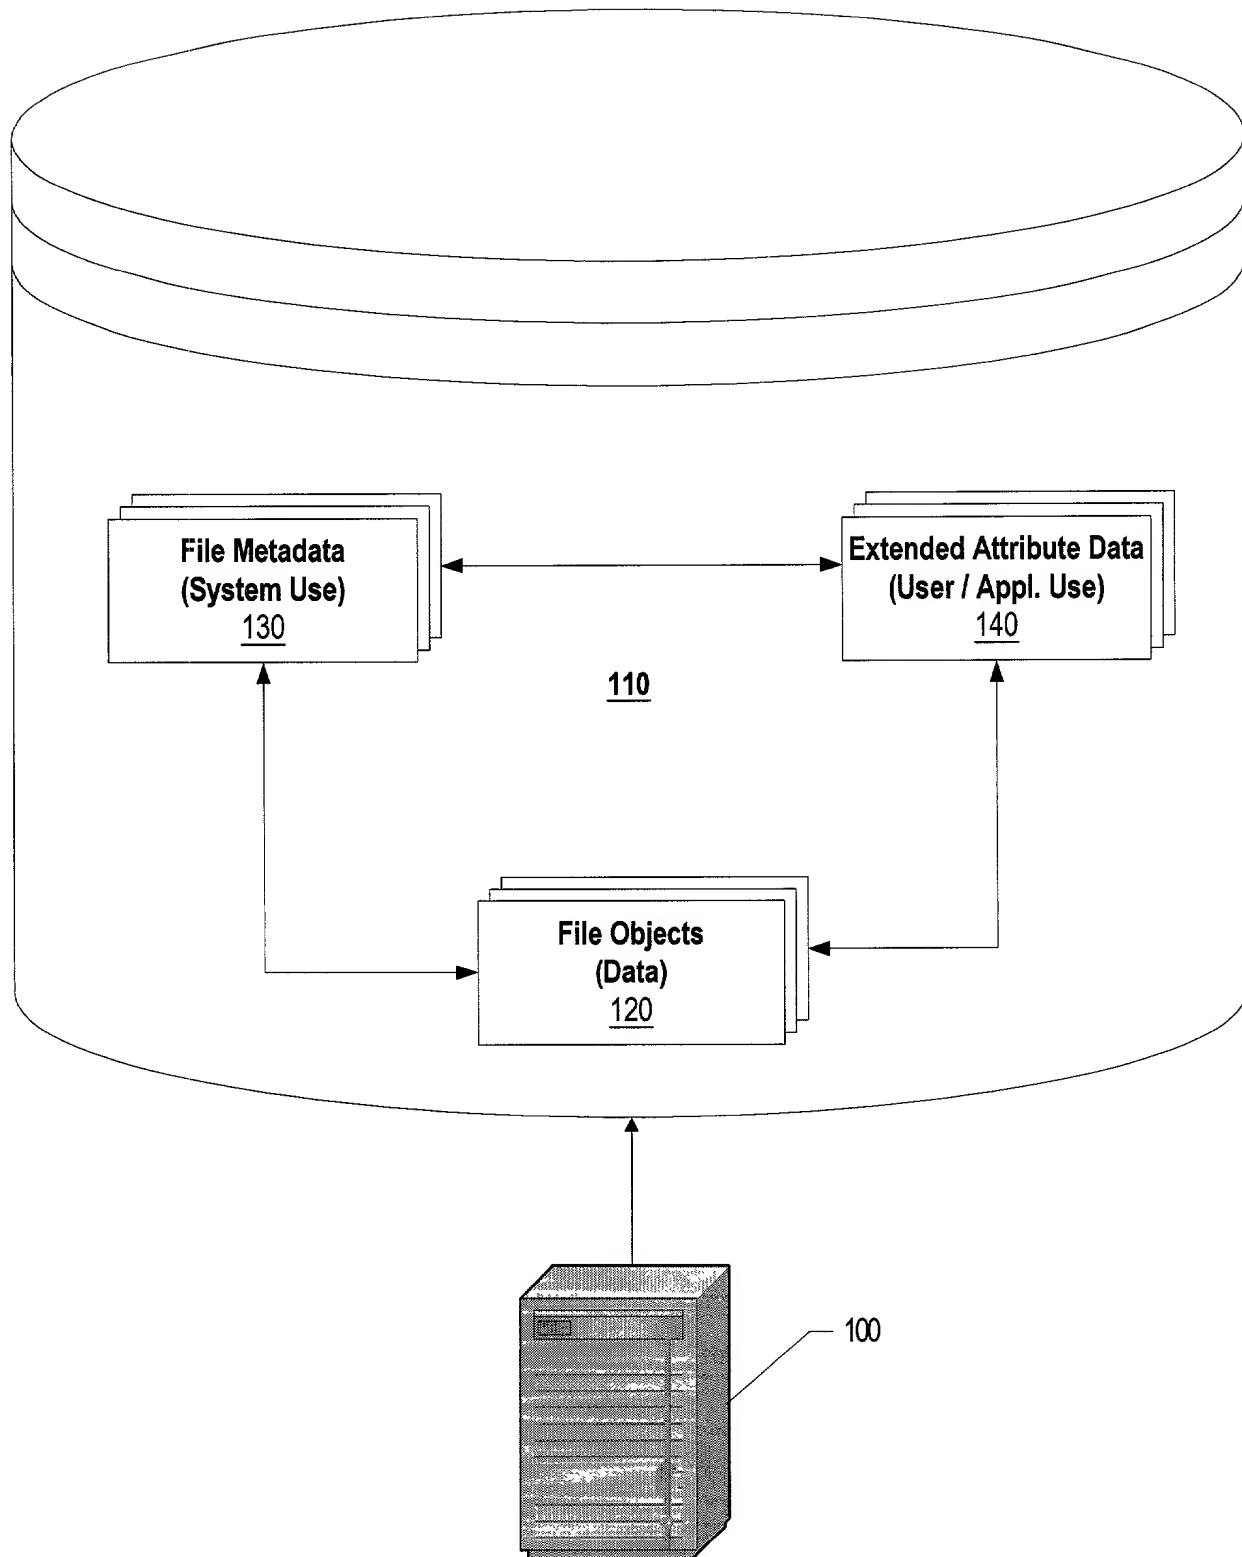 File Metadata
(System Use)
130
Extended Attribute Data
(User / Appl. Use)
140
110
File Objects
(Data)
120
100